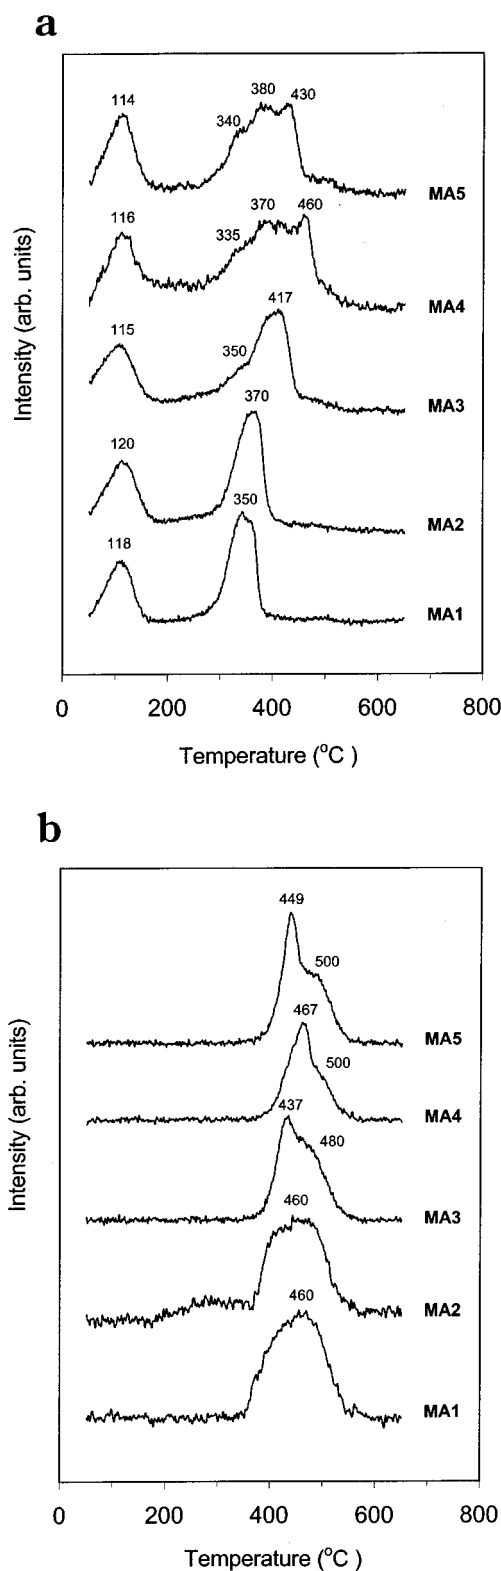 a
114
340
380
430
MA5
116
335
370
460
MA4
115
350
417
MA3
120
370
MA2
118
350
MA1
Intensity (arb. units)
0 200 400 600 800
Temperature (°C )
b
449
500
MA5
467
500
MA4
437
480
MA3
460
MA2
460
MA1
Intensity (arb. units)
0 200 400 600 800
Temperature (°C )